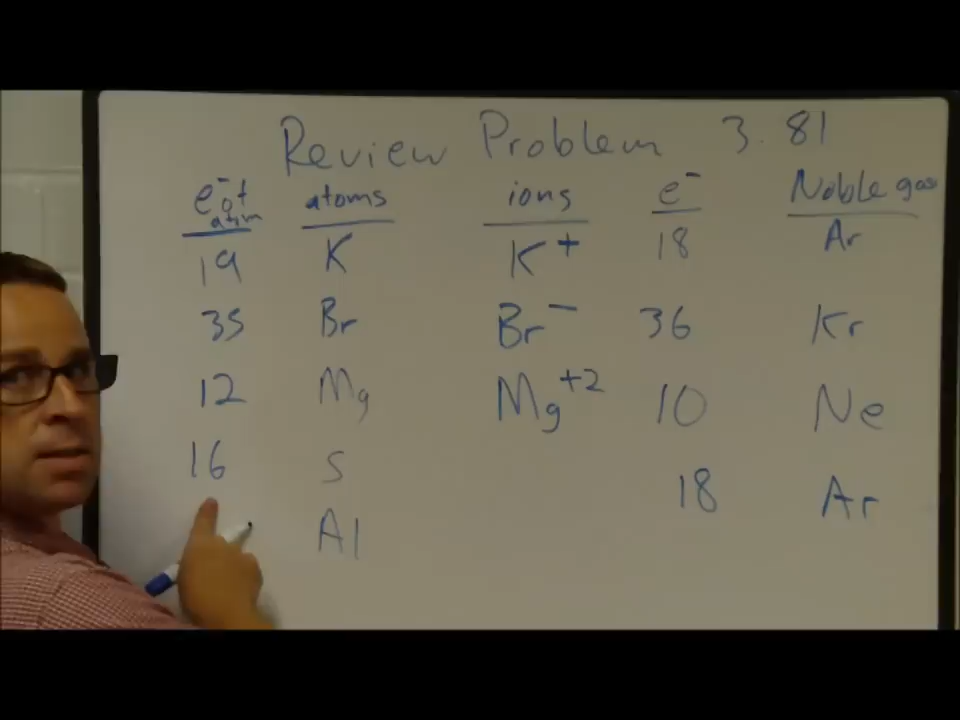 Review Problem 3.81
e⁻ of atom atoms ions e⁻ Noble gas
19 K K⁺ 18 Ar
35 Br Br⁻ 36 Kr
12 Mg Mg⁺² 10 Ne
16 S 18 Ar
Al